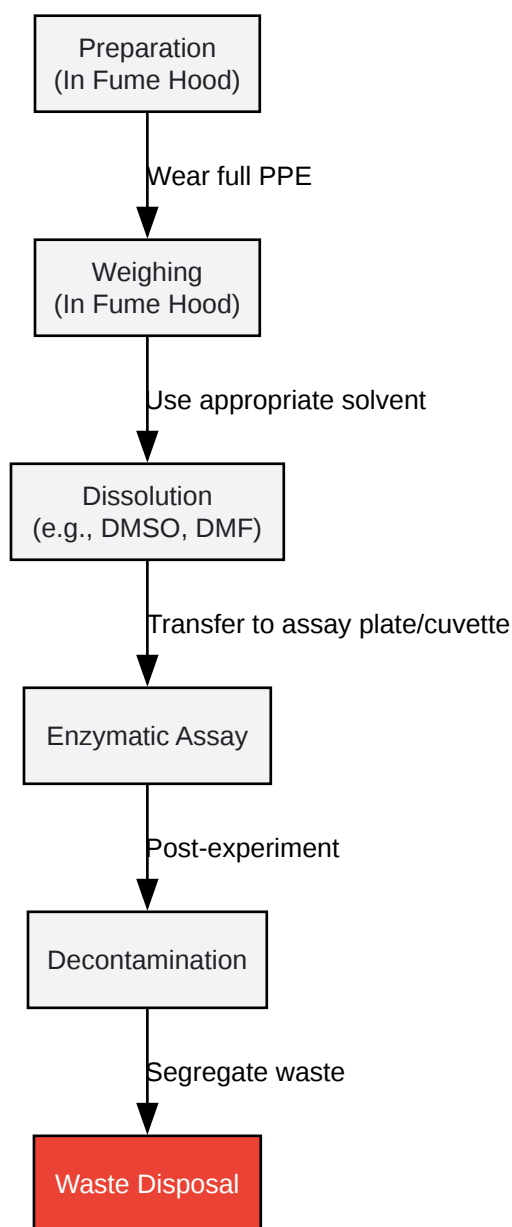 Preparation
(In Fume Hood)
Wear full PPE
Weighing
(In Fume Hood)
Use appropriate solvent
Dissolution
(e.g., DMSO, DMF)
Transfer to assay plate/cuvette
Enzymatic Assay
Post-experiment
Decontamination
Segregate waste
Waste Disposal